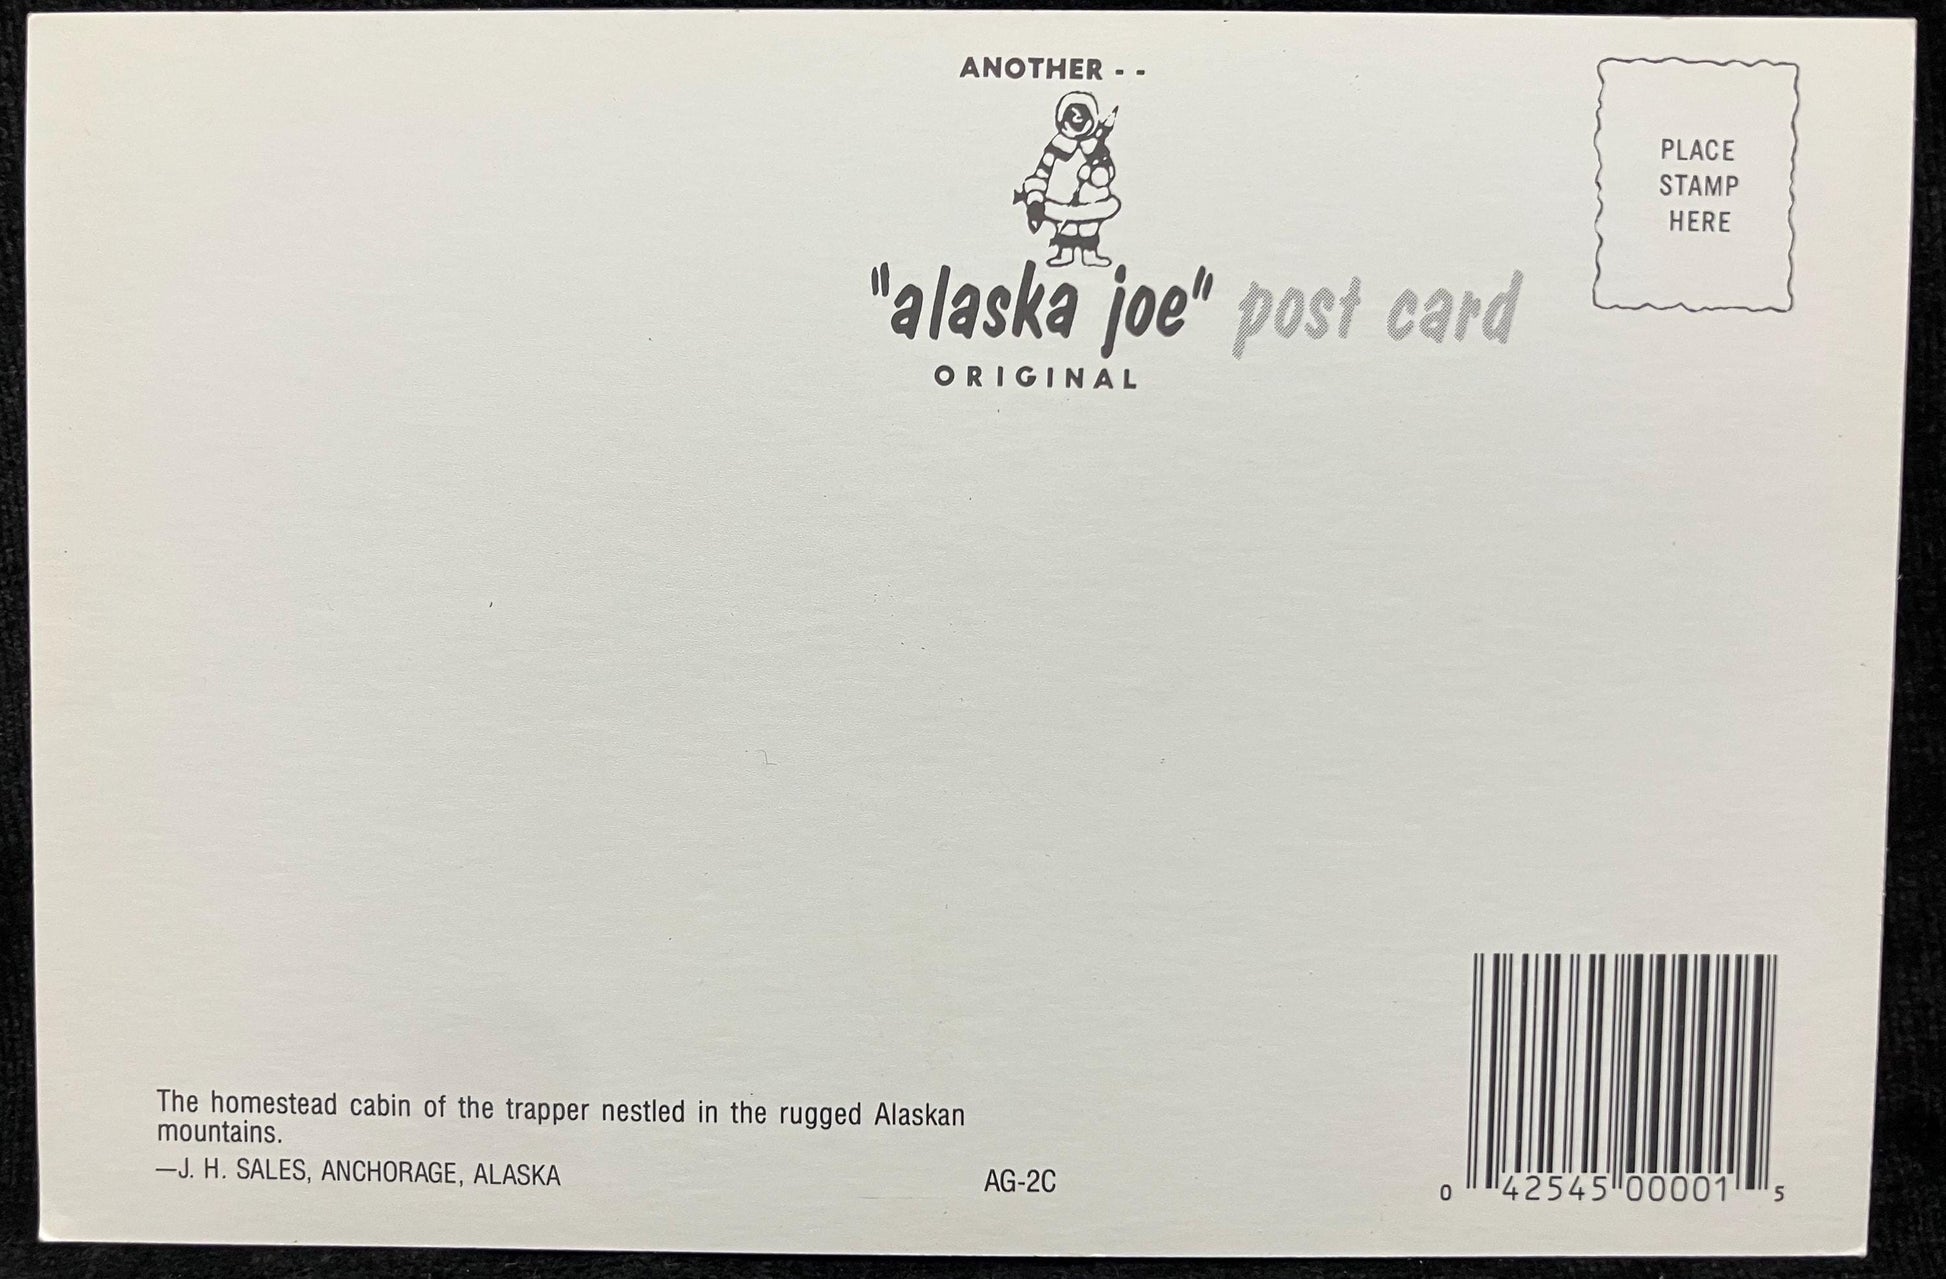 ANOTHER - -
"alaska joe" post card
ORIGINAL
PLACE
STAMP
HERE
The homestead cabin of the trapper nestled in the rugged Alaskan
mountains.
—J. H. SALES, ANCHORAGE, ALASKA
AG-2C
0 42545 00001 5